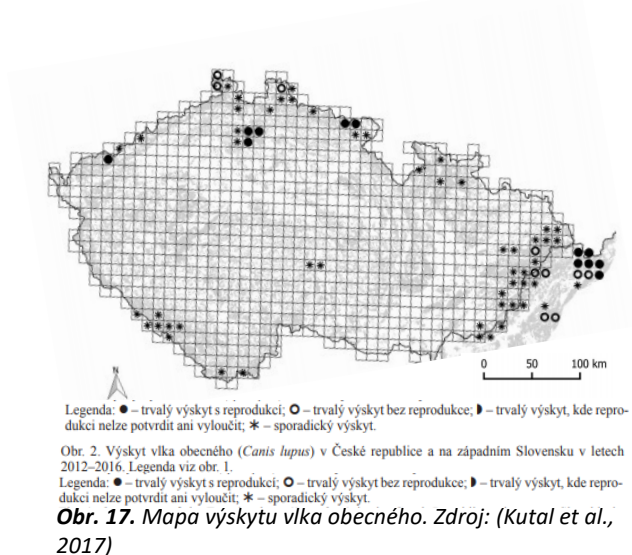 N
0 50 100 km
Legenda: ● – trvalý výskyt s reprodukcí; O – trvalý výskyt bez reprodukce; ◗ – trvalý výskyt, kde repro-
dukci nelze potvrdit ani vyloučit; ∗ – sporadický výskyt.
Obr. 2. Výskyt vlka obecného (Canis lupus) v České republice a na západním Slovensku v letech
2012–2016. Legenda viz obr. 1.
Legenda: ● – trvalý výskyt s reprodukcí; O – trvalý výskyt bez reprodukce; ◗ – trvalý výskyt, kde repro-
dukci nelze potvrdit ani vyloučit; ∗ – sporadický výskyt.
Obr. 17. Mapa výskytu vlka obecného. Zdroj: (Kutal et al.,
2017)